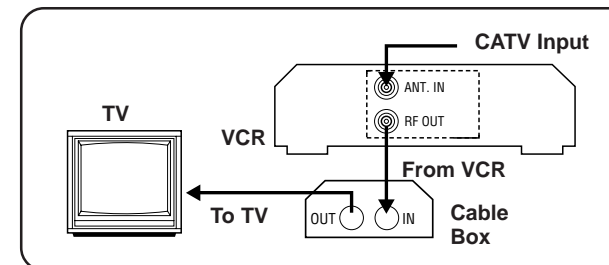 CATV Input
ANT. IN
TV
RF OUT
VCR
From VCR
To TV
OUT
IN
Cable
Box